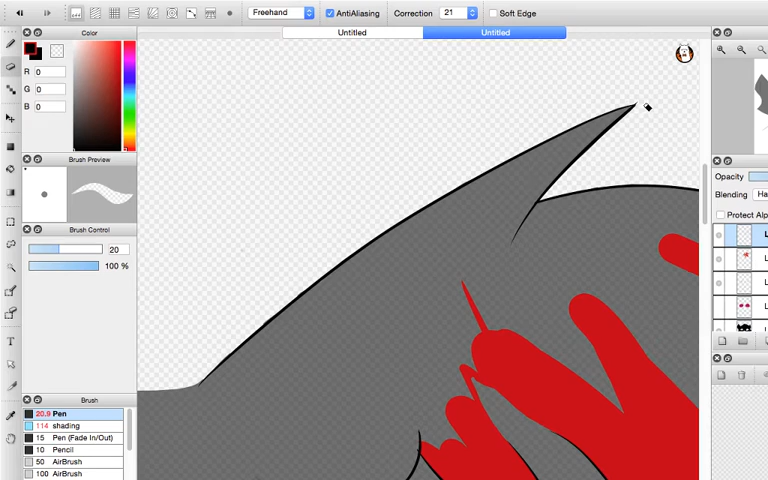 Freehand AntiAliasing Correction 21 Soft Edge
Color
Untitled Untitled
R 0
G 0
B 0
Brush Preview
Brush Control
20
100 %
T
Brush
20.9 Pen
114 shading
15 Pen (Fade In/Out)
10 Pencil
50 AirBrush
100 AirBrush
Opacity
Blending
Protect